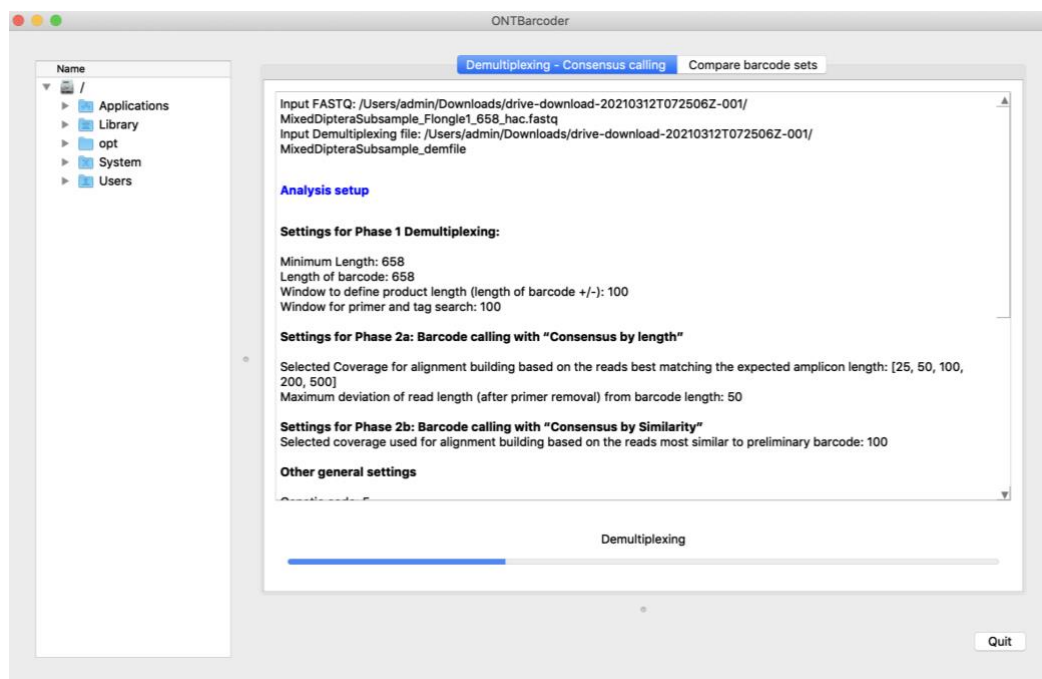 ONTBarcoder
Name
/
Applications
Library
opt
System
Users
Demultiplexing - Consensus calling
Compare barcode sets
Input FASTQ: /Users/admin/Downloads/drive-download-20210312T072506Z-001/
MixedDipteraSubsample_Flongle1_658_hac.fastq
Input Demultiplexing file: /Users/admin/Downloads/drive-download-20210312T072506Z-001/
MixedDipteraSubsample_demfile
Analysis setup
Settings for Phase 1 Demultiplexing:
Minimum Length: 658
Length of barcode: 658
Window to define product length (length of barcode +/-): 100
Window for primer and tag search: 100
Settings for Phase 2a: Barcode calling with “Consensus by length”
Selected Coverage for alignment building based on the reads best matching the expected amplicon length: [25, 50, 100,
200, 500]
Maximum deviation of read length (after primer removal) from barcode length: 50
Settings for Phase 2b: Barcode calling with “Consensus by Similarity”
Selected coverage used for alignment building based on the reads most similar to preliminary barcode: 100
Other general settings
Demultiplexing
Quit